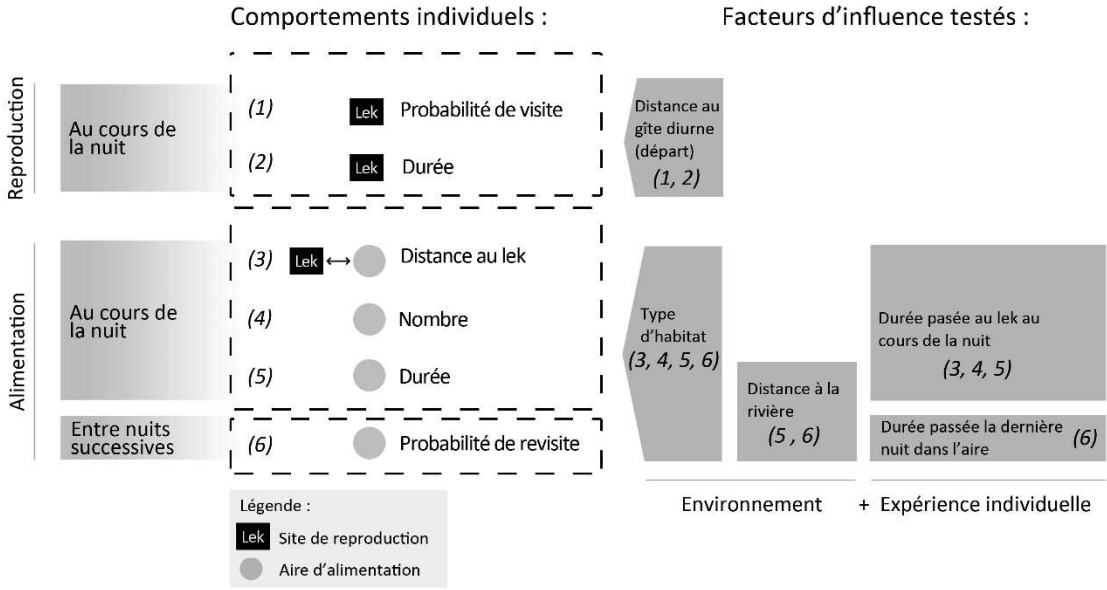 Comportements individuels :
Facteurs d'influence testés :
Reproduction
Au cours de
la nuit
(1)
Lek
Probabilité de visite
(2)
Lek
Durée
Distance au
gîte diurne
(départ)
(1, 2)
Alimentation
Au cours de
la nuit
(3)
Lek
Distance au lek
(4)
Nombre
(5)
Durée
Entre nuits
successives
(6)
Probabilité de revisite
Type
d'habitat
(3, 4, 5, 6)
Distance à la
rivière
(5 , 6)
Durée pasée au lek au
cours de la nuit
(3, 4, 5)
Durée passée la dernière
nuit dans l'aire
(6)
Environnement
+ Expérience individuelle
Légende :
Lek
Site de reproduction
Aire d'alimentation